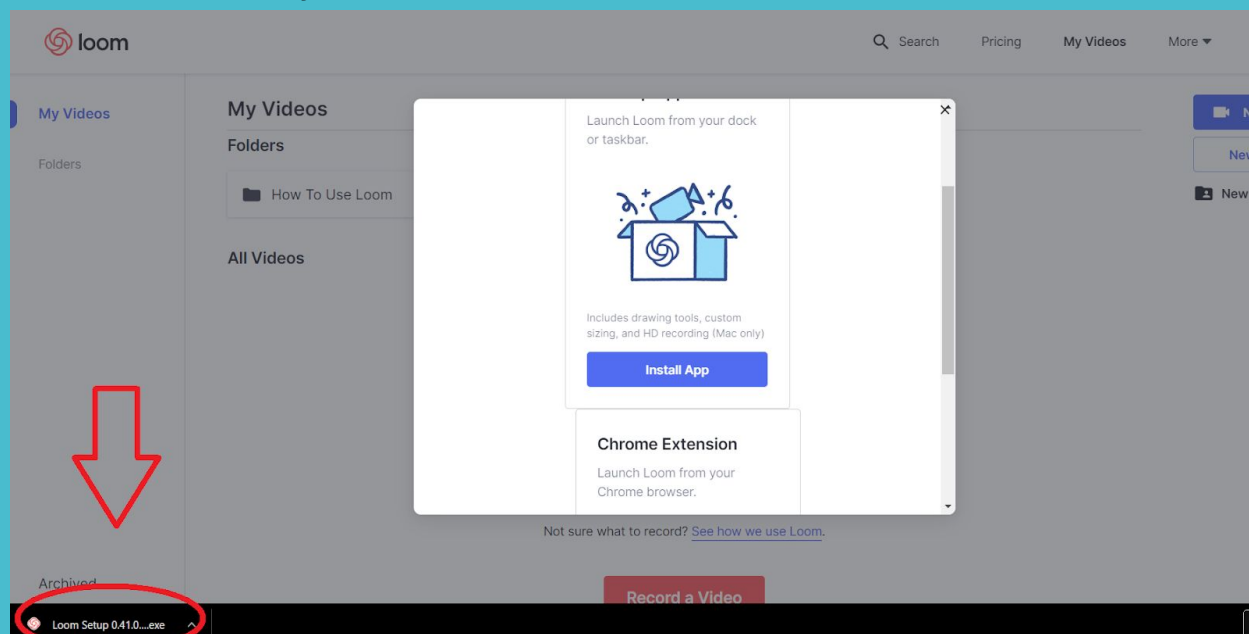 loom
Search
Pricing
My Videos
More
My Videos
Folders
Archived
My Videos
Folders
How To Use Loom
All Videos
Launch Loom from your dock
or taskbar.
Includes drawing tools, custom
sizing, and HD recording (Mac only)
Install App
Chrome Extension
Launch Loom from your
Chrome browser.
Not sure what to record? See how we use Loom.
Record a Video
New
New
Loom Setup 0.41.0....exe